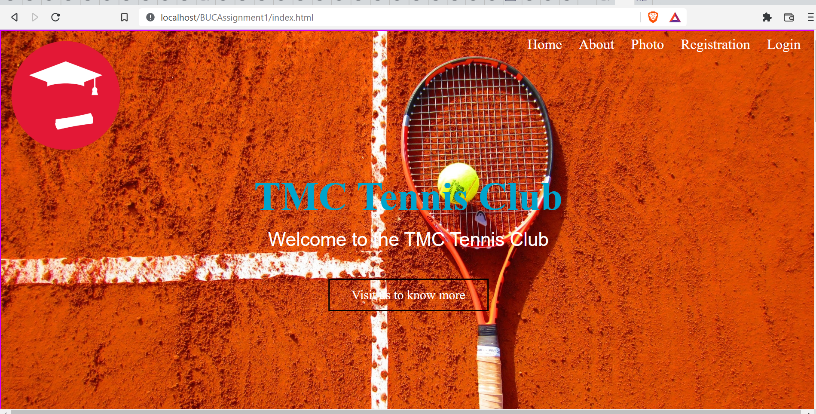 localhost/BUCAssignment1/index.html
Home About Photo Registration Login
TMC Tennis Club
Welcome to the TMC Tennis Club
Visit us to know more